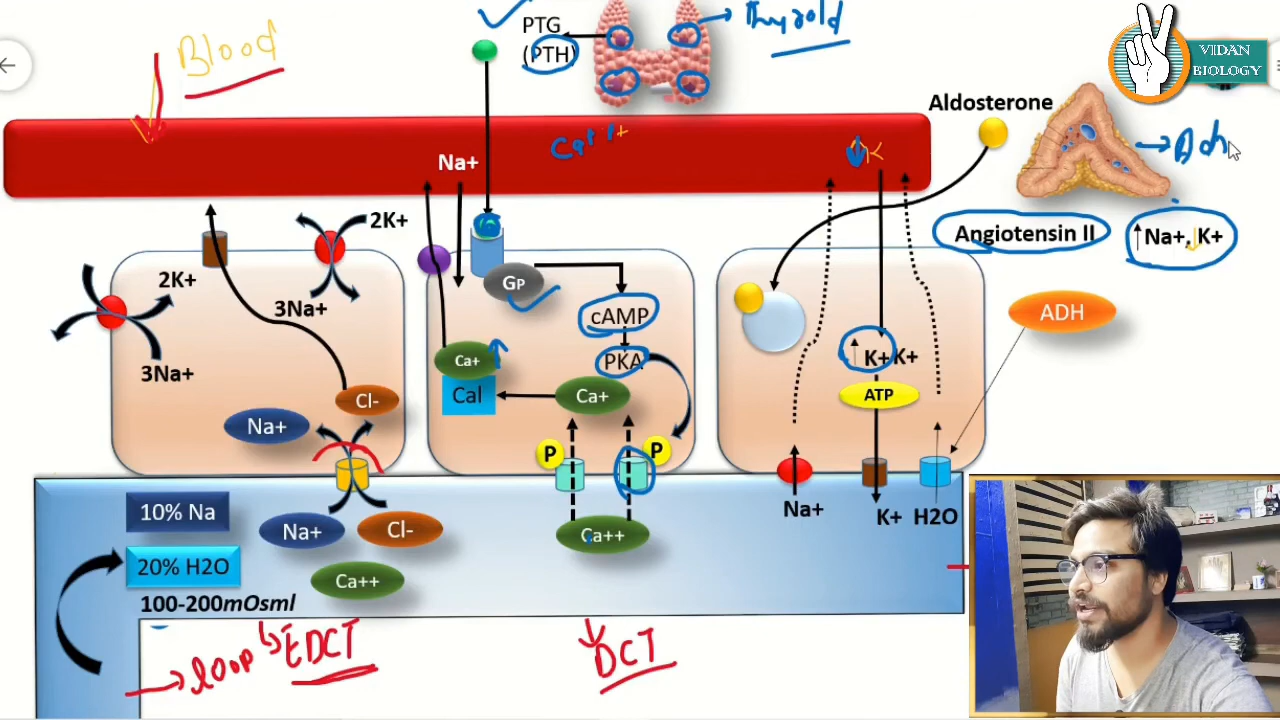 Blood
PTG
(PTH)
Thyroid
VIDAN
BIOLOGY
Aldosterone
Na+
K
2K+
Angiotensin II
↑Na+, K+
2K+
3Na+
GP
cAMP
ADH
3Na+
Ca+
PKA
↑K+K+
Cl-
Cal
Ca+
ATP
Na+
P
P
10% Na
Na+
Cl-
Ca++
Na+
K+
H2O
20% H2O
Ca++
100-200mOsml
→ loop
EDCT
DCT